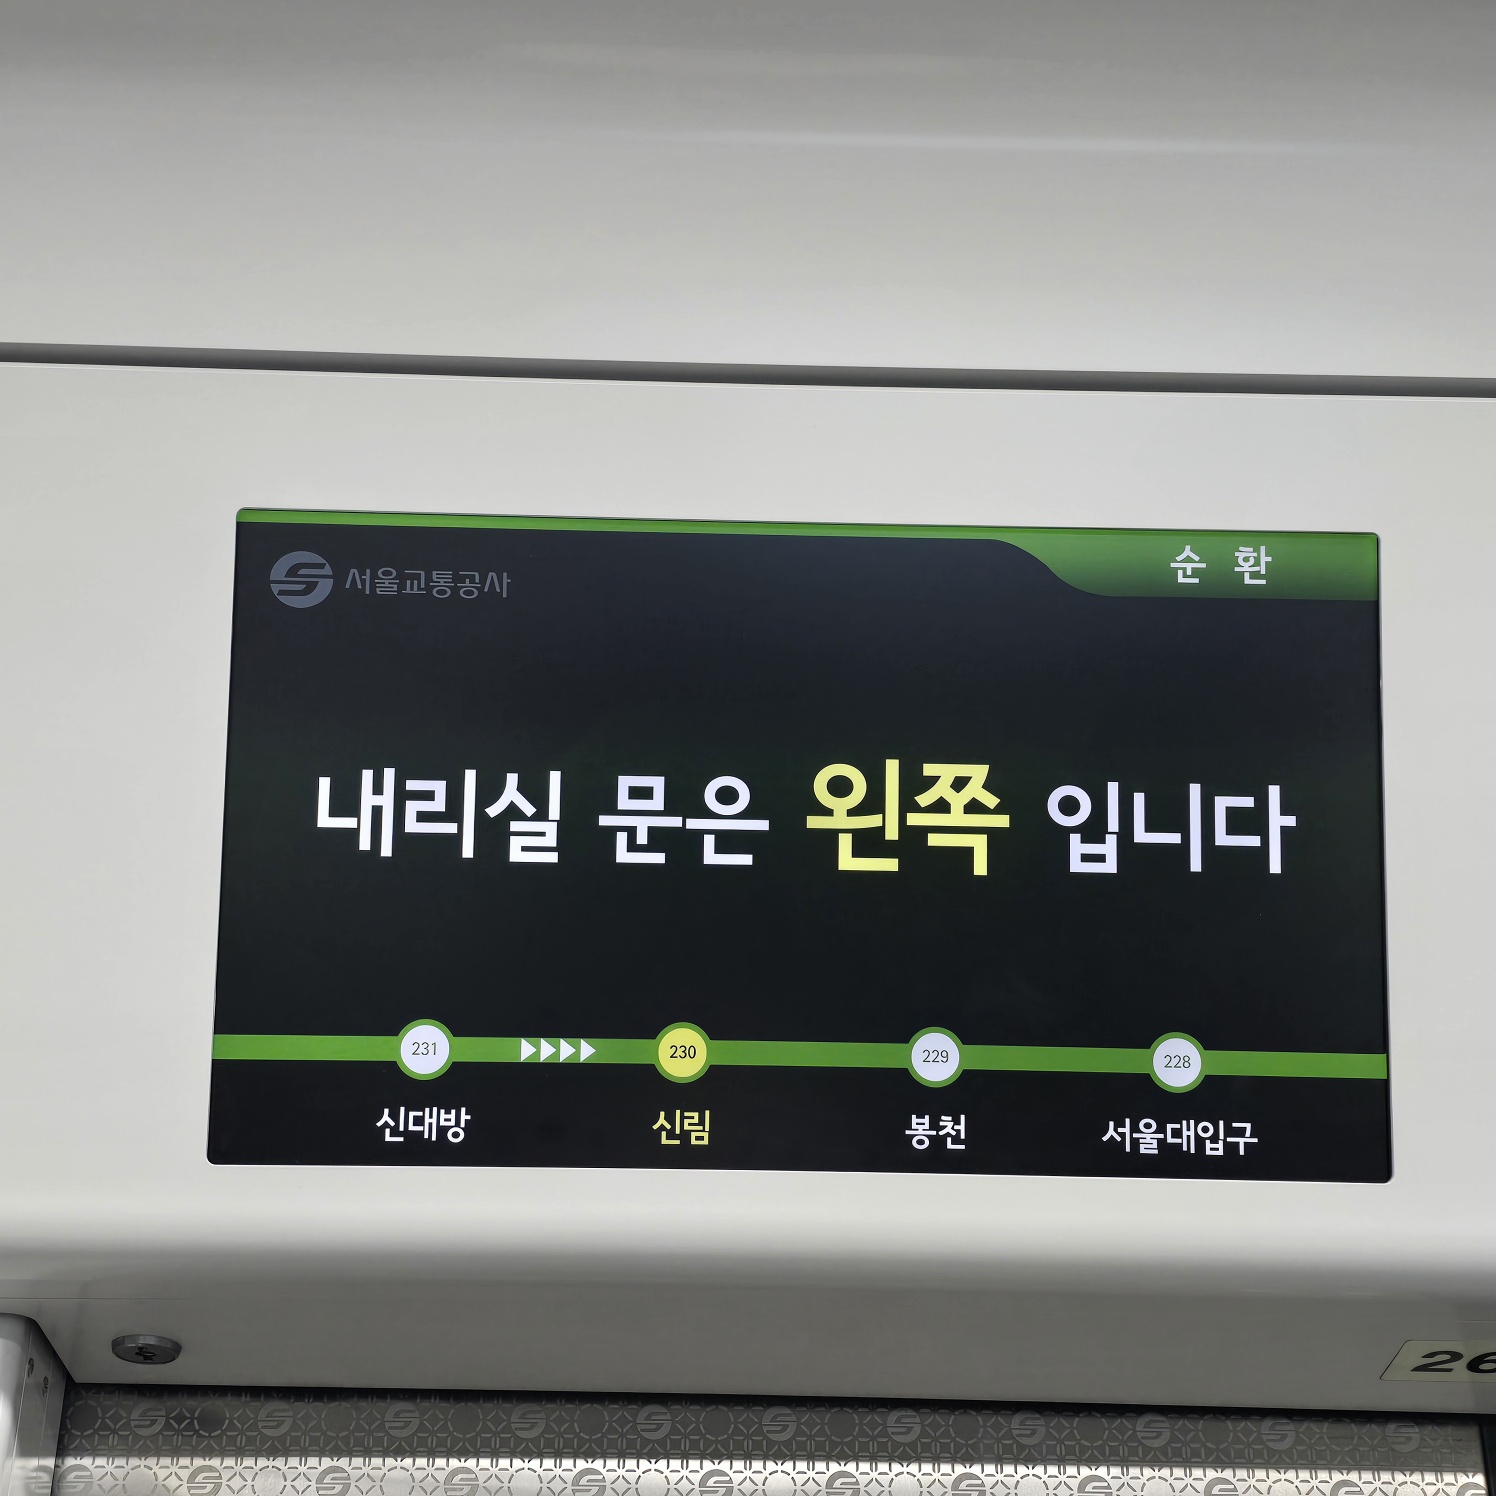 서울교통공사
순 환
내리실 문은 왼쪽 입니다
231 230 229 228
신대방 신림 봉천 서울대입구